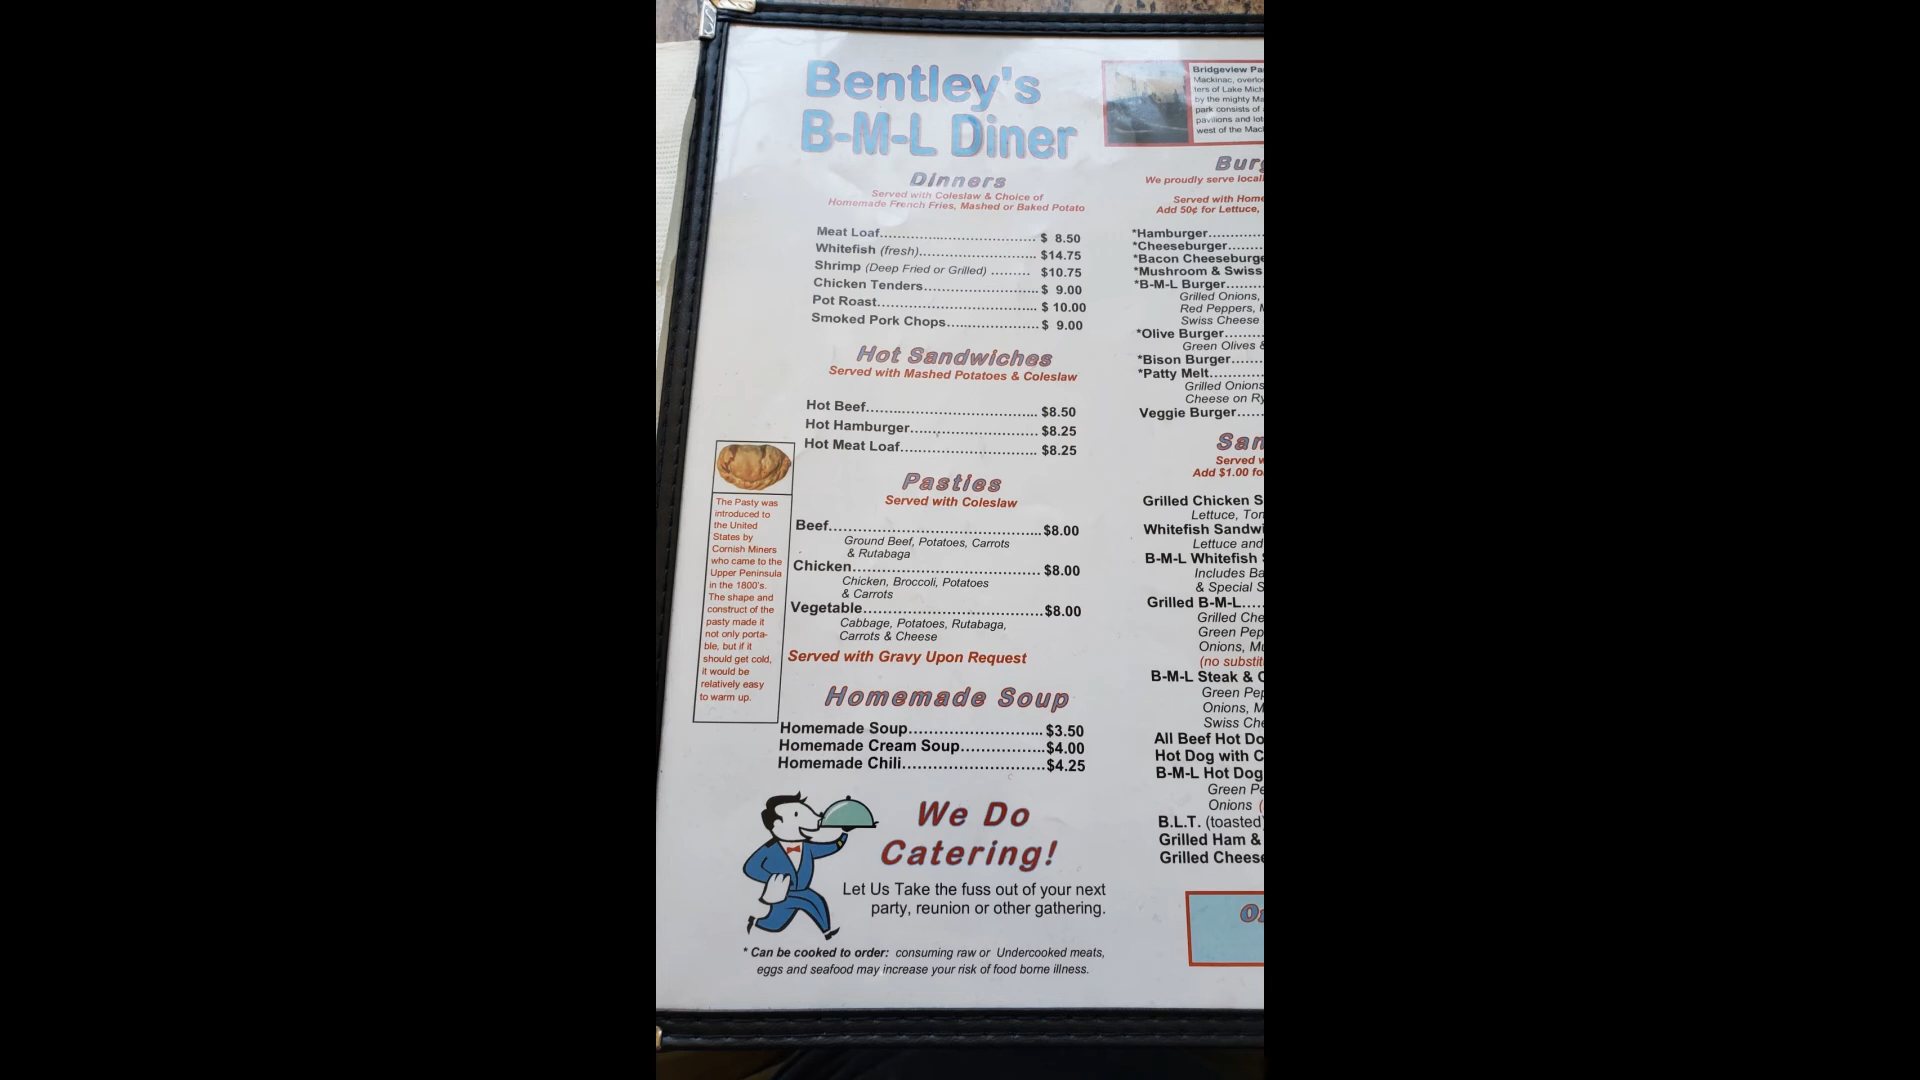 Bentley's
B-M-L Diner
Dinners
Served with Coleslaw & Choice of
Homemade French Fries, Mashed or Baked Potato
Meat Loaf.......................................... $ 8.50
Whitefish (fresh)............................... $14.75
Shrimp (Deep Fried or Grilled) ......... $10.75
Chicken Tenders............................... $ 9.00
Pot Roast........................................... $ 10.00
Smoked Pork Chops......................... $ 9.00
Hot Sandwiches
Served with Mashed Potatoes & Coleslaw
Hot Beef............................................. $8.50
Hot Hamburger.................................. $8.25
Hot Meat Loaf.................................... $8.25
Pasties
Served with Coleslaw
Beef....................................................$8.00
Ground Beef, Potatoes, Carrots
& Rutabaga
Chicken.............................................. $8.00
Chicken, Broccoli, Potatoes
& Carrots
Vegetable............................................$8.00
Cabbage, Potatoes, Rutabaga,
Carrots & Cheese
Served with Gravy Upon Request
The Pasty was
introduced to
the United
States by
Cornish Miners
who came to the
Upper Peninsula
in the 1800's.
The shape and
construct of the
pasty made it
not only porta-
ble, but if it
should get cold,
it would be
relatively easy
to warm up.
Homemade Soup
Homemade Soup............................. $3.50
Homemade Cream Soup..................$4.00
Homemade Chili...............................$4.25
We Do
Catering!
Let Us Take the fuss out of your next
party, reunion or other gathering.
* Can be cooked to order: consuming raw or Undercooked meats,
eggs and seafood may increase your risk of food borne illness.
Bridgeview Pa
Mackinac, overlo
ters of Lake Mich
by the mighty Ma
park consists of
pavilions and lot
west of the Mac
Burg
We proudly serve local
Served with Home
Add 50¢ for Lettuce,
*Hamburger............
*Cheeseburger........
*Bacon Cheeseburge
*Mushroom & Swiss
*B-M-L Burger.........
Grilled Onions,
Red Peppers, M
Swiss Cheese
*Olive Burger.........
Green Olives &
*Bison Burger........
*Patty Melt............
Grilled Onions
Cheese on Ry
Veggie Burger......
San
Served w
Add $1.00 fo
Grilled Chicken S
Lettuce, Tom
Whitefish Sandwi
Lettuce and
B-M-L Whitefish
Includes Ba
& Special S
Grilled B-M-L.....
Grilled Che
Green Pep
Onions, Mu
(no substit
B-M-L Steak & C
Green Pep
Onions, M
Swiss Che
All Beef Hot Do
Hot Dog with C
B-M-L Hot Dog
Green Pe
Onions (
B.L.T. (toasted)
Grilled Ham &
Grilled Cheese